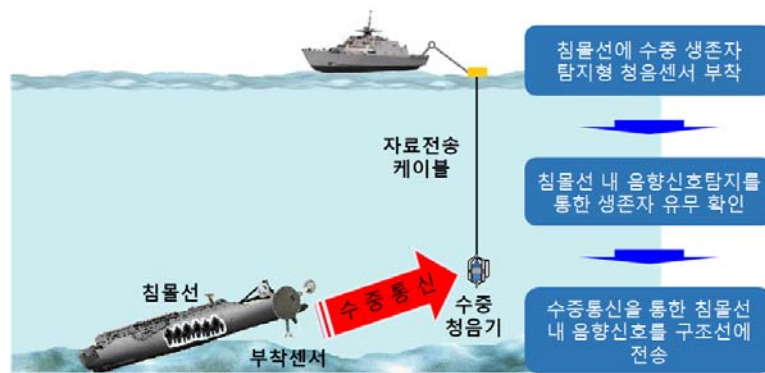 침몰선에 수중 생존자
탐지형 청음센서 부착
자료전송
케이블
침몰선 내 음향신호탐지를
통한 생존자 유무 확인
침몰선
수중통신
수중
청음기
부착센서
수중통신을 통한 침몰선
내 음향신호를 구조선에
전송